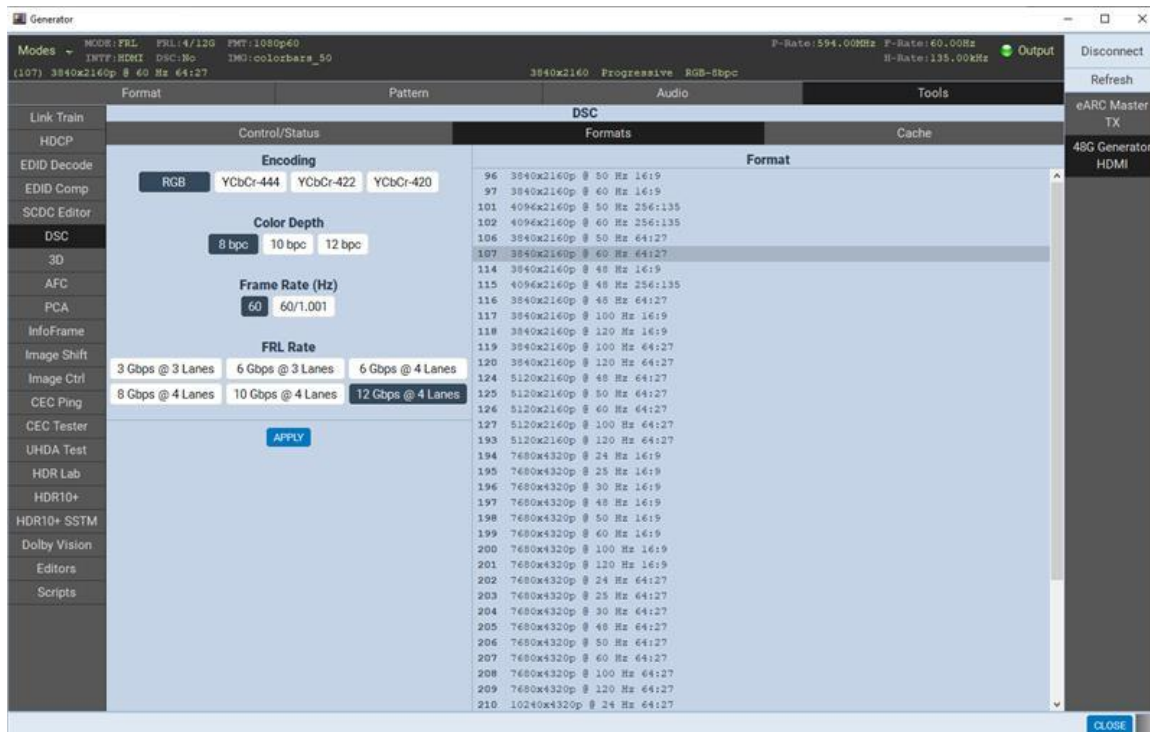 Generator
Modes
MODE:FRL FRL:4/12G FMT:1080p60
INTF:HDMI DSC:No IMG:colorbars_50
(107) 3840x2160p @ 60 Hz 64:27
3840x2160 Progressive RGB-8bpc
P-Rate:594.00MHz F-Rate:60.00Hz
H-Rate:135.00kHz
Output
Disconnect
Refresh
eARC Master
TX
48G Generator
HDMI
Format Pattern Audio Tools
Link Train
HDCP
EDID Decode
EDID Comp
SCDC Editor
DSC
3D
AFC
PCA
InfoFrame
Image Shift
Image Ctrl
CEC Ping
CEC Tester
UHDA Test
HDR Lab
HDR10+
HDR10+ SSTM
Dolby Vision
Editors
Scripts
DSC
Control/Status Formats Cache
Encoding
RGB YCbCr-444 YCbCr-422 YCbCr-420
Color Depth
8 bpc 10 bpc 12 bpc
Frame Rate (Hz)
60 60/1.001
FRL Rate
3 Gbps @ 3 Lanes 6 Gbps @ 3 Lanes 6 Gbps @ 4 Lanes
8 Gbps @ 4 Lanes 10 Gbps @ 4 Lanes 12 Gbps @ 4 Lanes
APPLY
Format
96 3840x2160p @ 50 Hz 16:9
97 3840x2160p @ 60 Hz 16:9
101 4096x2160p @ 50 Hz 256:135
102 4096x2160p @ 60 Hz 256:135
106 3840x2160p @ 50 Hz 64:27
107 3840x2160p @ 60 Hz 64:27
114 3840x2160p @ 48 Hz 16:9
115 4096x2160p @ 48 Hz 256:135
116 3840x2160p @ 48 Hz 64:27
117 3840x2160p @ 100 Hz 16:9
118 3840x2160p @ 120 Hz 16:9
119 3840x2160p @ 100 Hz 64:27
120 3840x2160p @ 120 Hz 64:27
124 5120x2160p @ 48 Hz 64:27
125 5120x2160p @ 50 Hz 64:27
126 5120x2160p @ 60 Hz 64:27
127 5120x2160p @ 100 Hz 64:27
193 5120x2160p @ 120 Hz 64:27
194 7680x4320p @ 24 Hz 16:9
195 7680x4320p @ 25 Hz 16:9
196 7680x4320p @ 30 Hz 16:9
197 7680x4320p @ 48 Hz 16:9
198 7680x4320p @ 50 Hz 16:9
199 7680x4320p @ 60 Hz 16:9
200 7680x4320p @ 100 Hz 16:9
201 7680x4320p @ 120 Hz 16:9
202 7680x4320p @ 24 Hz 64:27
203 7680x4320p @ 25 Hz 64:27
204 7680x4320p @ 30 Hz 64:27
205 7680x4320p @ 48 Hz 64:27
206 7680x4320p @ 50 Hz 64:27
207 7680x4320p @ 60 Hz 64:27
208 7680x4320p @ 100 Hz 64:27
209 7680x4320p @ 120 Hz 64:27
210 10240x4320p @ 24 Hz 64:27
CLOSE